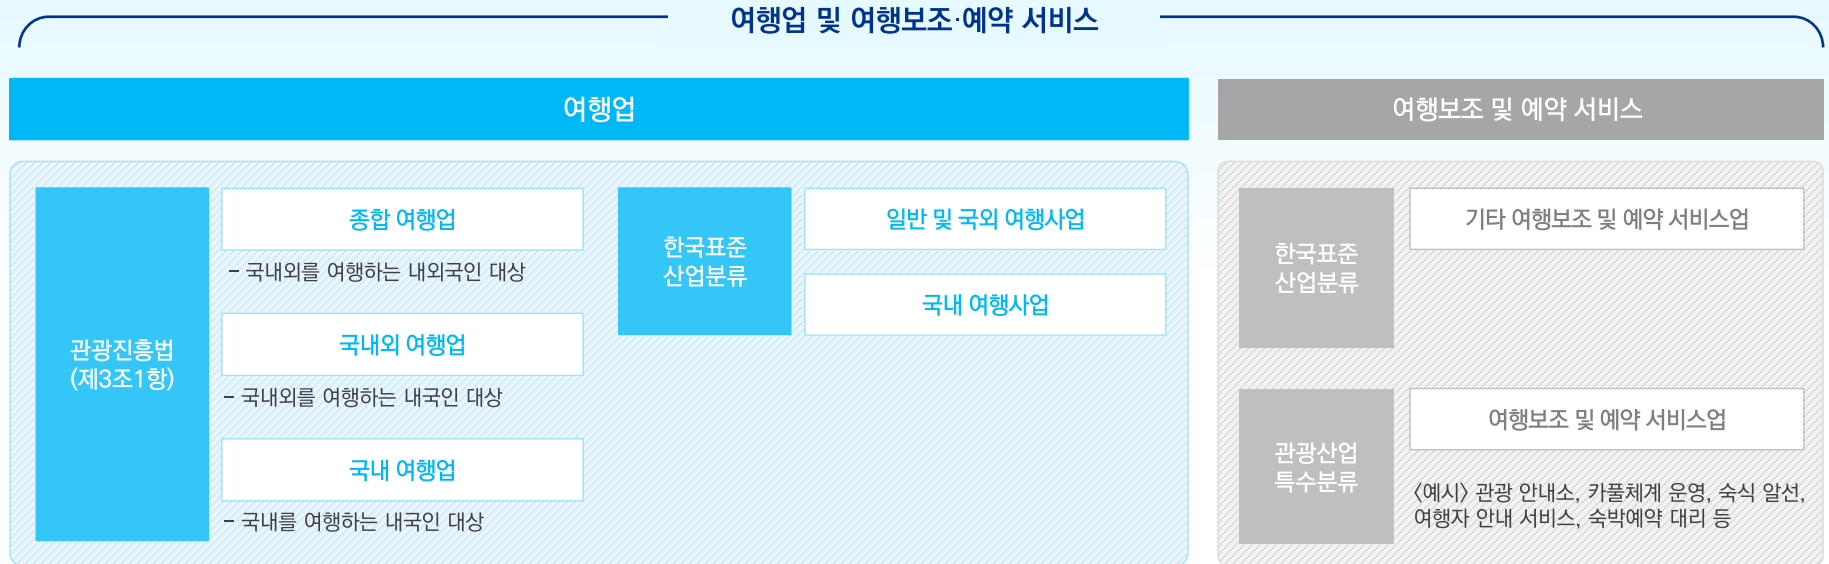 여행업 및 여행보조·예약 서비스
여행업
관광진흥법
(제3조1항)
종합 여행업
– 국내외를 여행하는 내외국인 대상
국내외 여행업
– 국내외를 여행하는 내국인 대상
국내 여행업
– 국내를 여행하는 내국인 대상
한국표준
산업분류
일반 및 국외 여행사업
국내 여행사업
여행보조 및 예약 서비스
한국표준
산업분류
기타 여행보조 및 예약 서비스업
관광산업
특수분류
여행보조 및 예약 서비스업
〈예시〉 관광 안내소, 카풀체계 운영, 숙식 알선,
여행자 안내 서비스, 숙박예약 대리 등